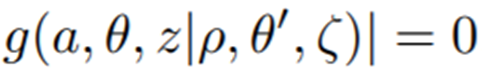 g(a, θ, z|ρ, θ′, ζ)| = 0